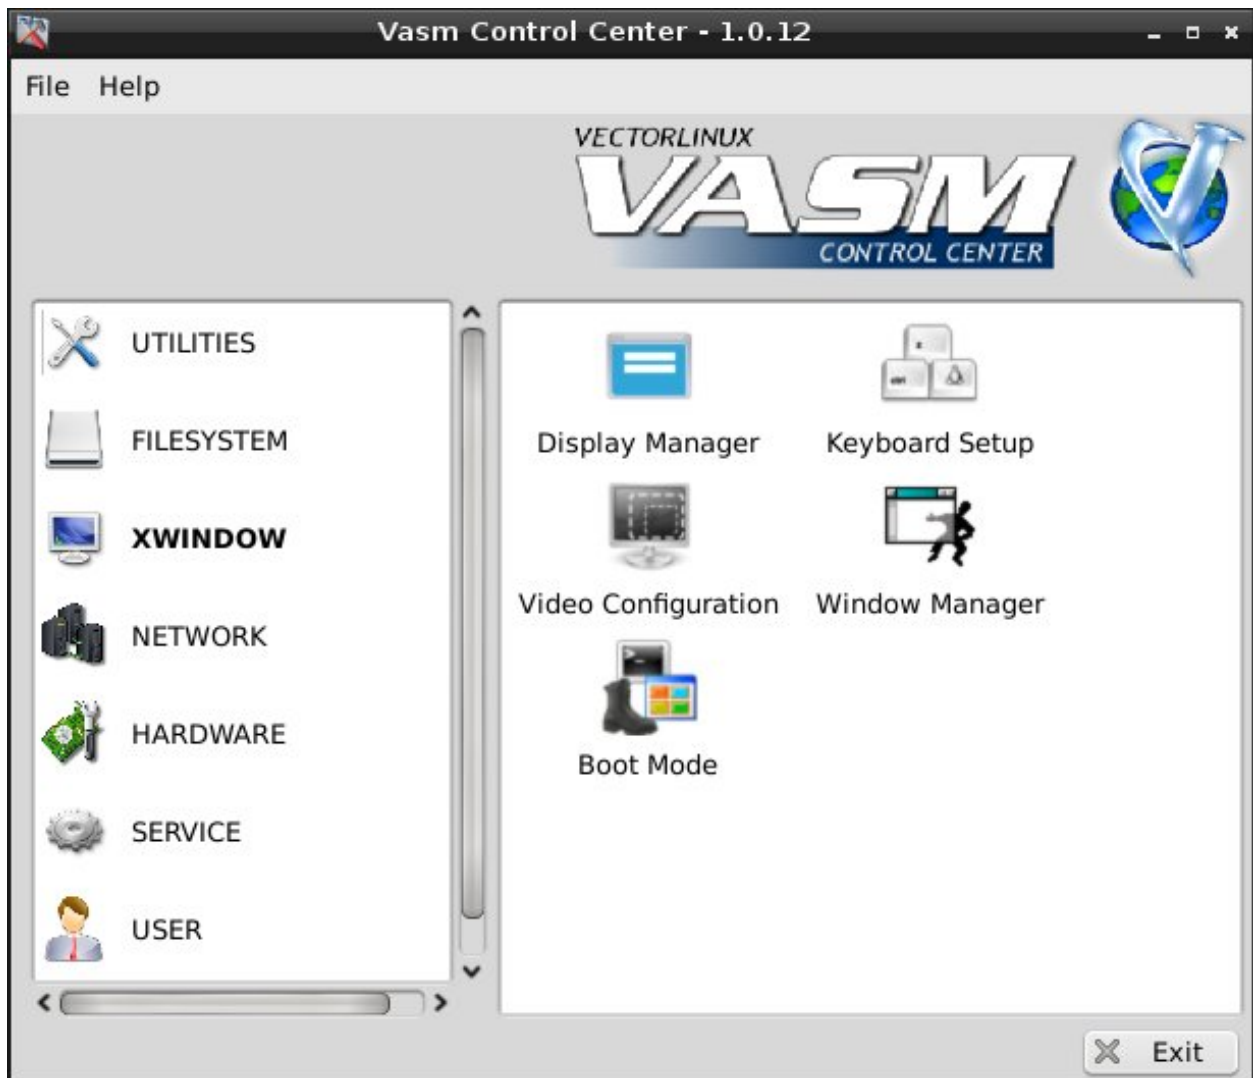 Vasm Control Center - 1.0.12
File Help
VECTORLINUX
VASM
CONTROL CENTER
UTILITIES
FILESYSTEM
XWINDOW
NETWORK
HARDWARE
SERVICE
USER
Display Manager
Keyboard Setup
Video Configuration
Window Manager
Boot Mode
Exit